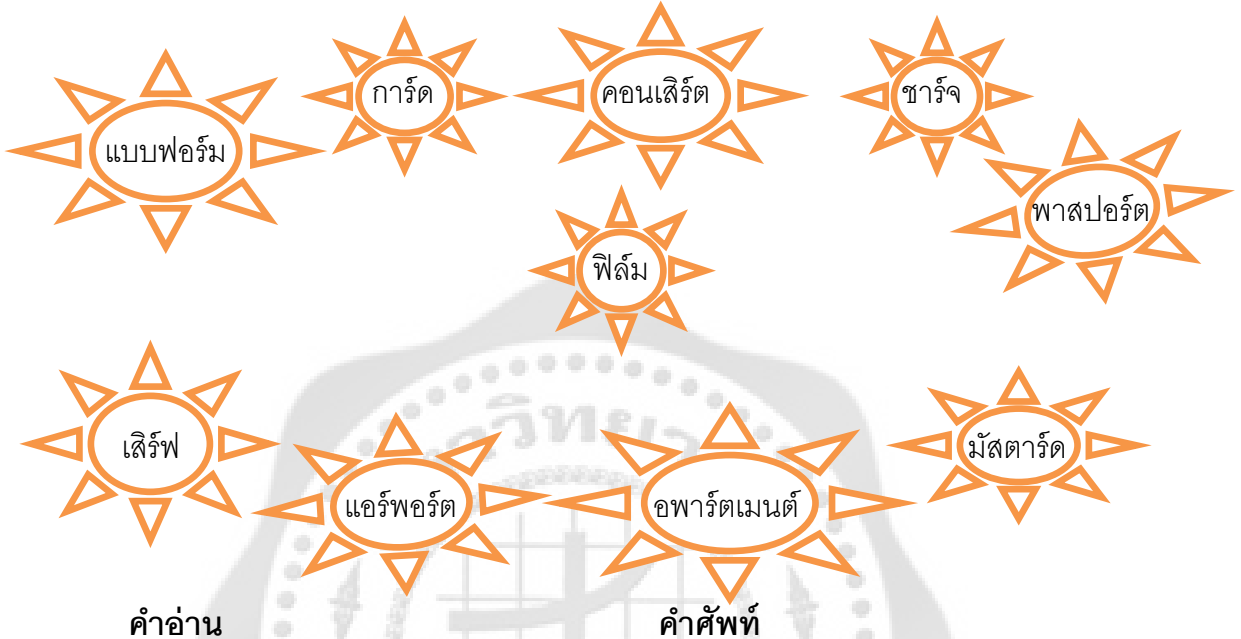 แบบฟอร์ม
การ์ด
คอนเสิร์ต
ชาร์จ
พาสปอร์ต
ฟิล์ม
เสิร์ฟ
แอร์พอร์ต
อพาร์ตเมนต์
มัสตาร์ด
คำอ่าน คำศัพท์